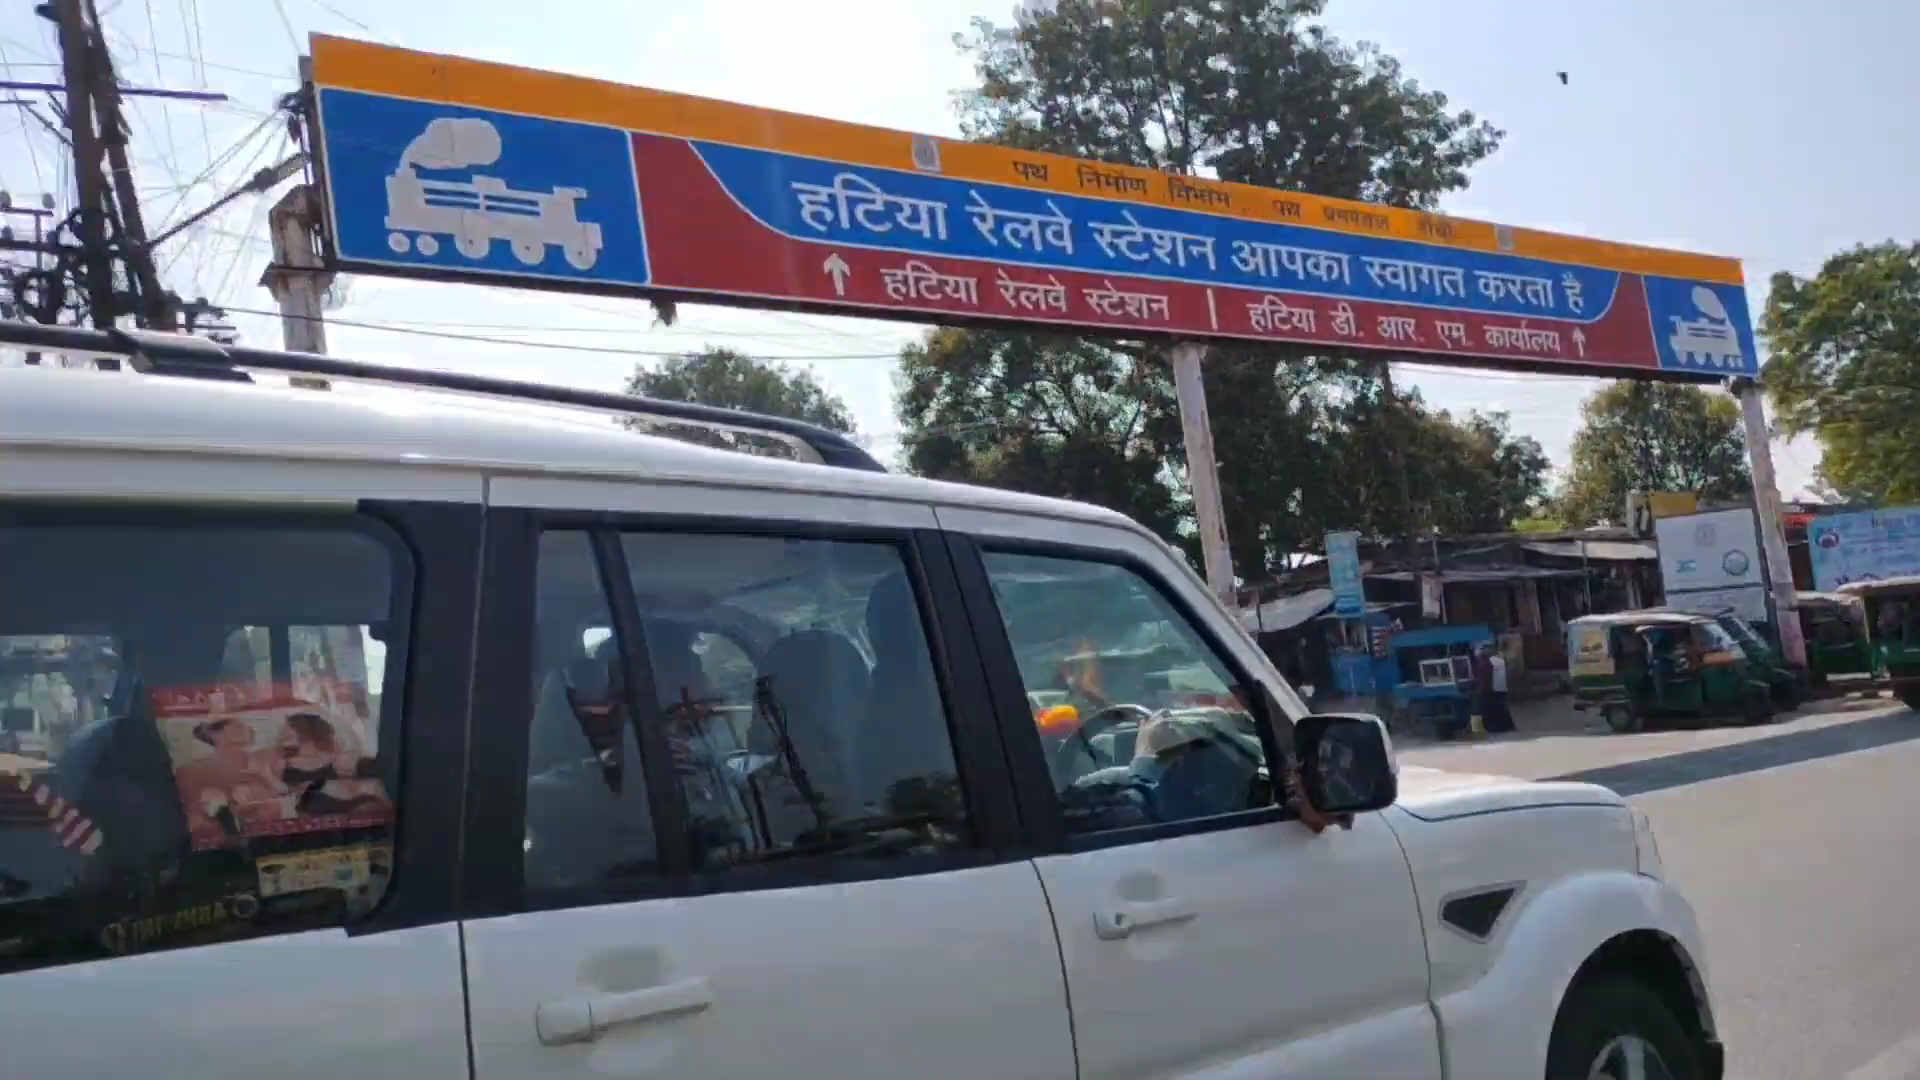 पथ निर्माण विभाग
हटिया रेलवे स्टेशन आपका स्वागत करता है
↑ हटिया रेलवे स्टेशन | हटिया डी. आर. एम. कार्यालय ↑